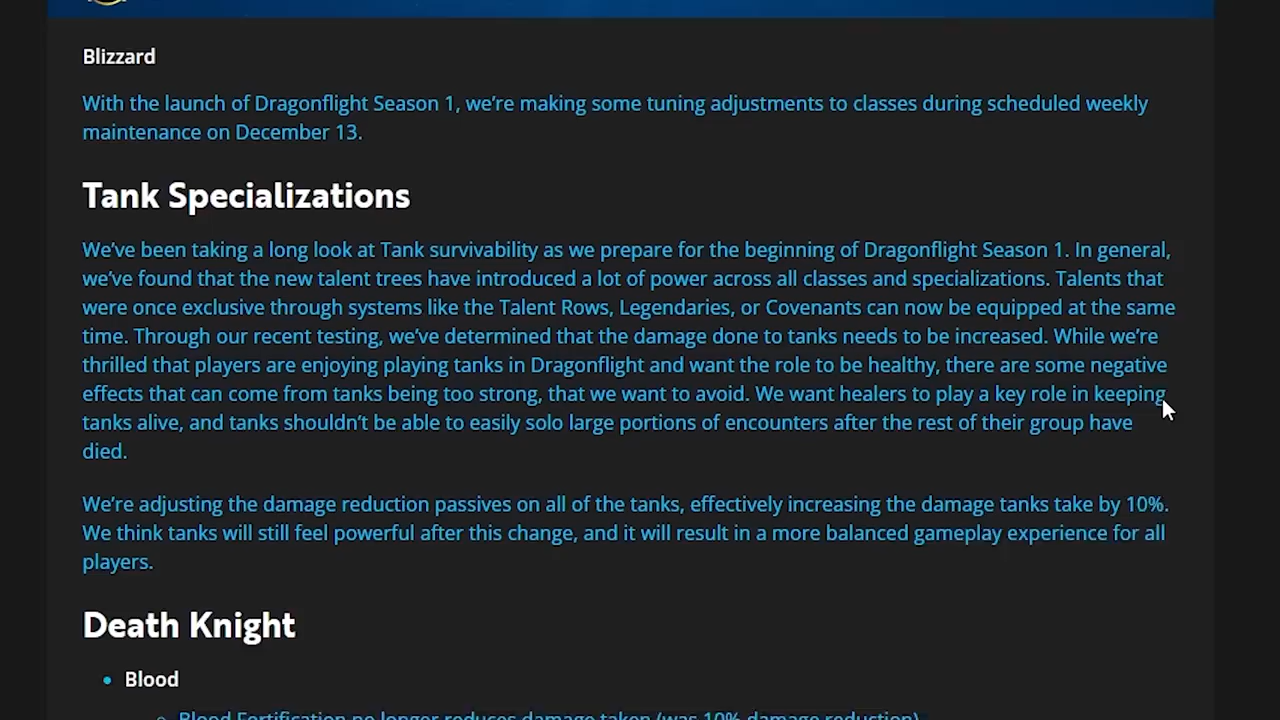 Blizzard
With the launch of Dragonflight Season 1, we’re making some tuning adjustments to classes during scheduled weekly
maintenance on December 13.
Tank Specializations
We’ve been taking a long look at Tank survivability as we prepare for the beginning of Dragonflight Season 1. In general,
we’ve found that the new talent trees have introduced a lot of power across all classes and specializations. Talents that
were once exclusive through systems like the Talent Rows, Legendaries, or Covenants can now be equipped at the same
time. Through our recent testing, we’ve determined that the damage done to tanks needs to be increased. While we’re
thrilled that players are enjoying playing tanks in Dragonflight and want the role to be healthy, there are some negative
effects that can come from tanks being too strong, that we want to avoid. We want healers to play a key role in keeping
tanks alive, and tanks shouldn’t be able to easily solo large portions of encounters after the rest of their group have
died.
We’re adjusting the damage reduction passives on all of the tanks, effectively increasing the damage tanks take by 10%.
We think tanks will still feel powerful after this change, and it will result in a more balanced gameplay experience for all
players.
Death Knight
Blood
Blood Fortification no longer reduces damage taken (was 10% damage reduction)